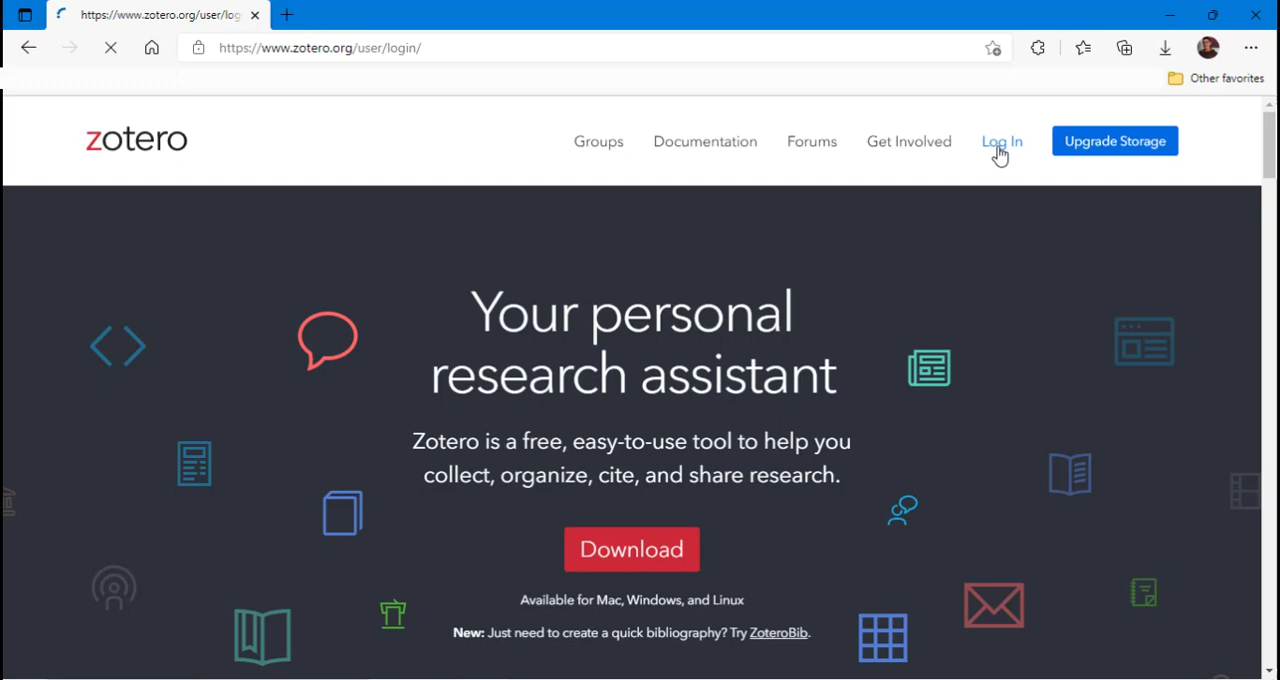 https://www.zotero.org/user/log
https://www.zotero.org/user/login/
Other favorites
zotero
Groups
Documentation
Forums
Get Involved
Log In
Upgrade Storage
Your personal
research assistant
Zotero is a free, easy-to-use tool to help you
collect, organize, cite, and share research.
Download
Available for Mac, Windows, and Linux
New: Just need to create a quick bibliography? Try ZoteroBib.